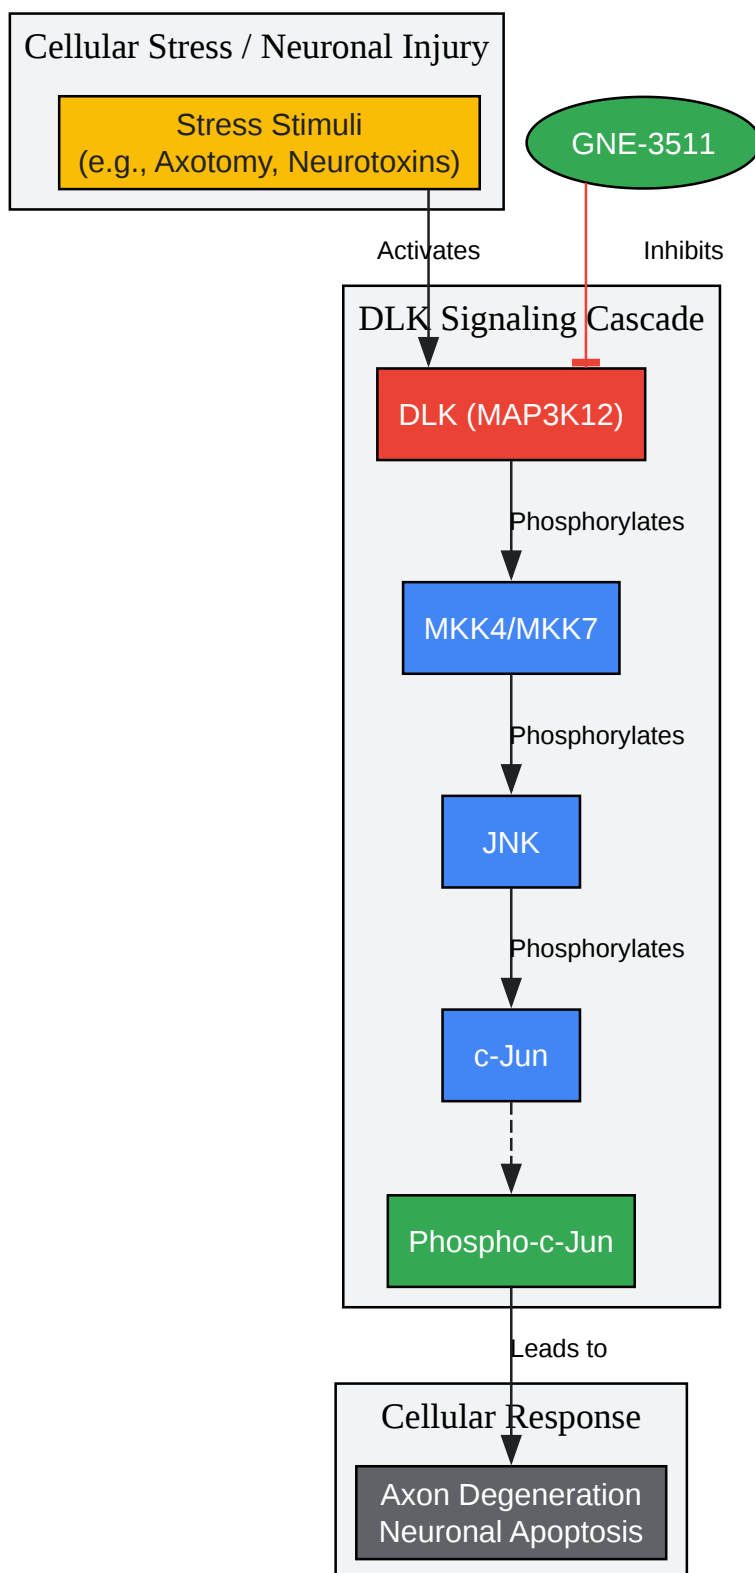 Cellular Stress / Neuronal Injury
Stress Stimuli
(e.g., Axotomy, Neurotoxins)
GNE-3511
Activates
Inhibits
DLK Signaling Cascade
DLK (MAP3K12)
Phosphorylates
MKK4/MKK7
Phosphorylates
JNK
Phosphorylates
c-Jun
Phospho-c-Jun
Leads to
Cellular Response
Axon Degeneration
Neuronal Apoptosis